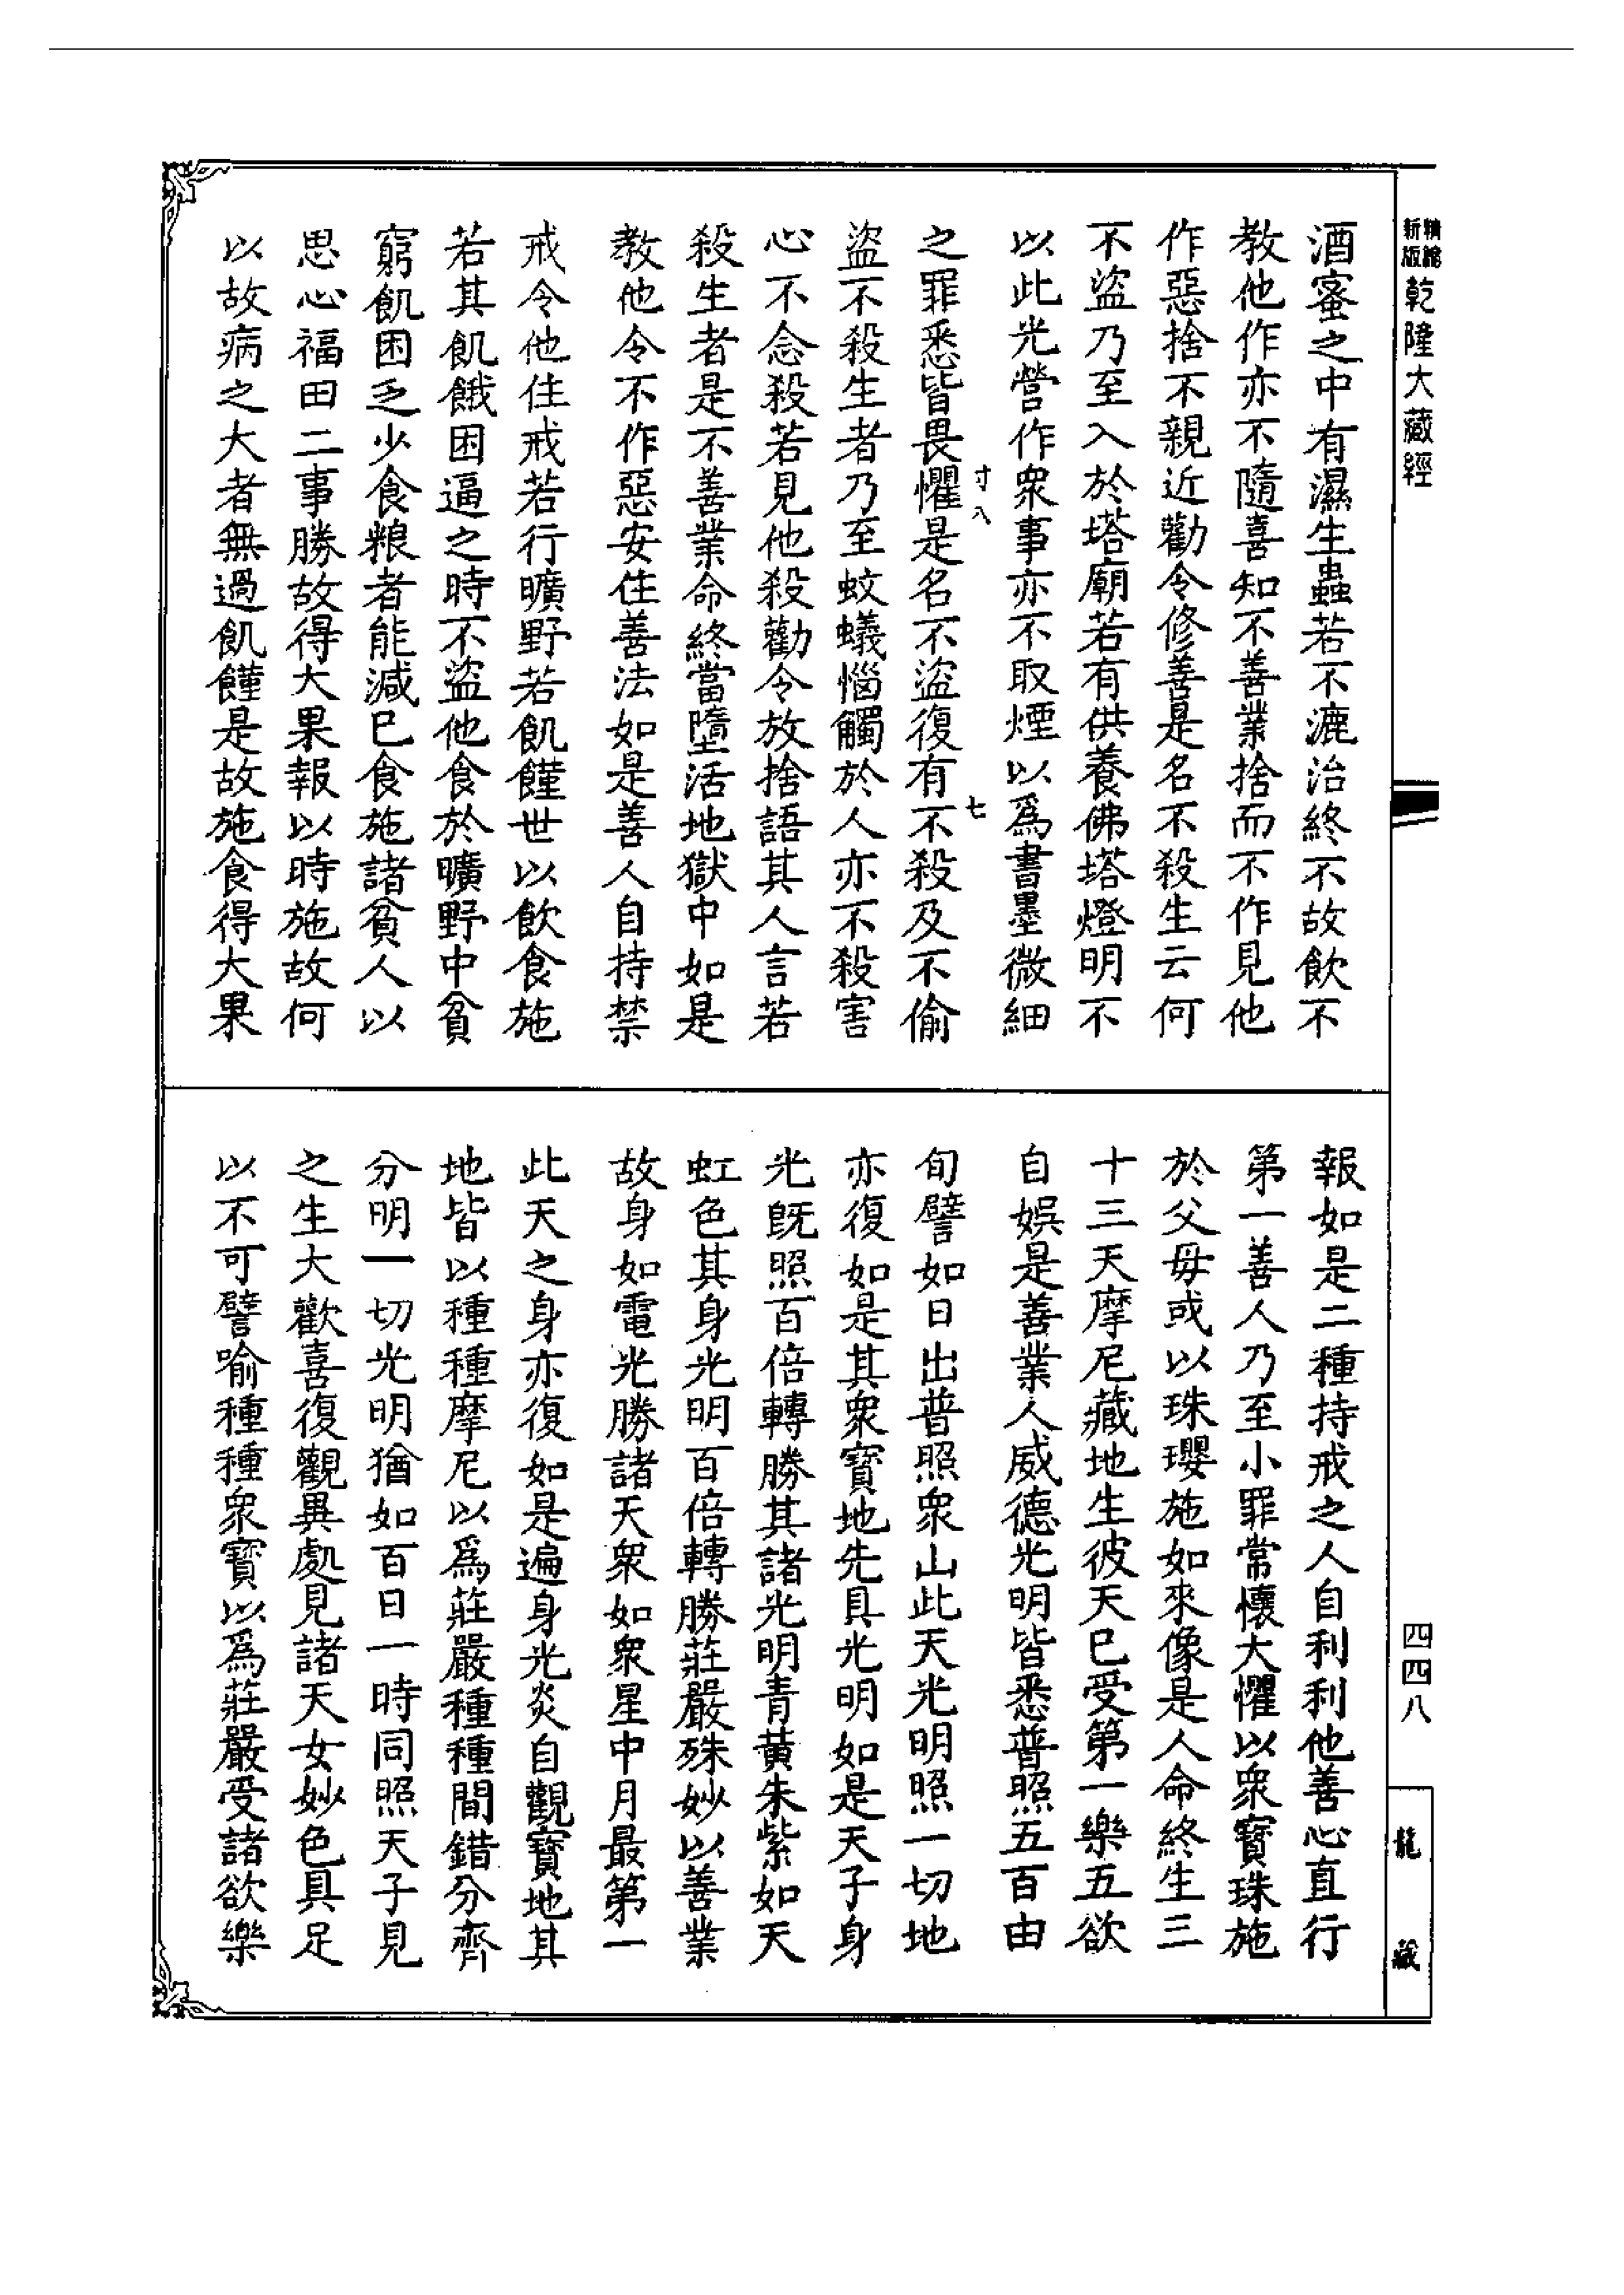 精縮
新版
乾隆大藏經
酒蜜之中有濕生蟲若不漉治終不故飲不
教他作亦不隨喜知不善業捨而不作見他
作惡捨不親近勸令修善是名不殺生云何
不盜乃至入於塔廟若有供養佛塔燈明不
以此光營作衆事亦不取煙以爲書墨微細
寸八
七
之罪悉皆畏懼是名不盜復有不殺及不偷
盜不殺生者乃至蚊蟻惱觸於人亦不殺害
心不念殺若見他殺勸令放捨語其人言若
殺生者是不善業命終當墮活地獄中如是
教他令不作惡安住善法如是善人自持禁
戒令他住戒若行曠野若飢饉世以飲食施
若其飢餓困逼之時不盜他食於曠野中貧
窮飢困乏少食粮者能減巳食施諸貧人以
思心福田二事勝故得大果報以時施故何
以故病之大者無過飢饉是故施食得大果
報如是二種持戒之人自利利他善心直行
第一善人乃至小罪常懷大懼以衆寶珠施
於父母或以珠瓔施如來像是人命終生三
十三天摩尼藏地生彼天巳受第一樂五欲
自娛是善業人威德光明皆悉普照五百由
旬譬如日出普照衆山此天光明照一切地
亦復如是其衆寶地先具光明如是天子身
光旣照百倍轉勝其諸光明青黃朱紫如天
虹色其身光明百倍轉勝莊嚴殊妙以善業
故身如電光勝諸天衆如衆星中月最第一
此天之身亦復如是遍身光炎自觀寶地其
地皆以種種摩尼以爲莊嚴種種間錯分齊
分明一切光明猶如百日一時同照天子見
之生大歡喜復觀異處見諸天女妙色具足
以不可譬喻種種衆寶以爲莊嚴受諸欲樂
四四八
龍藏